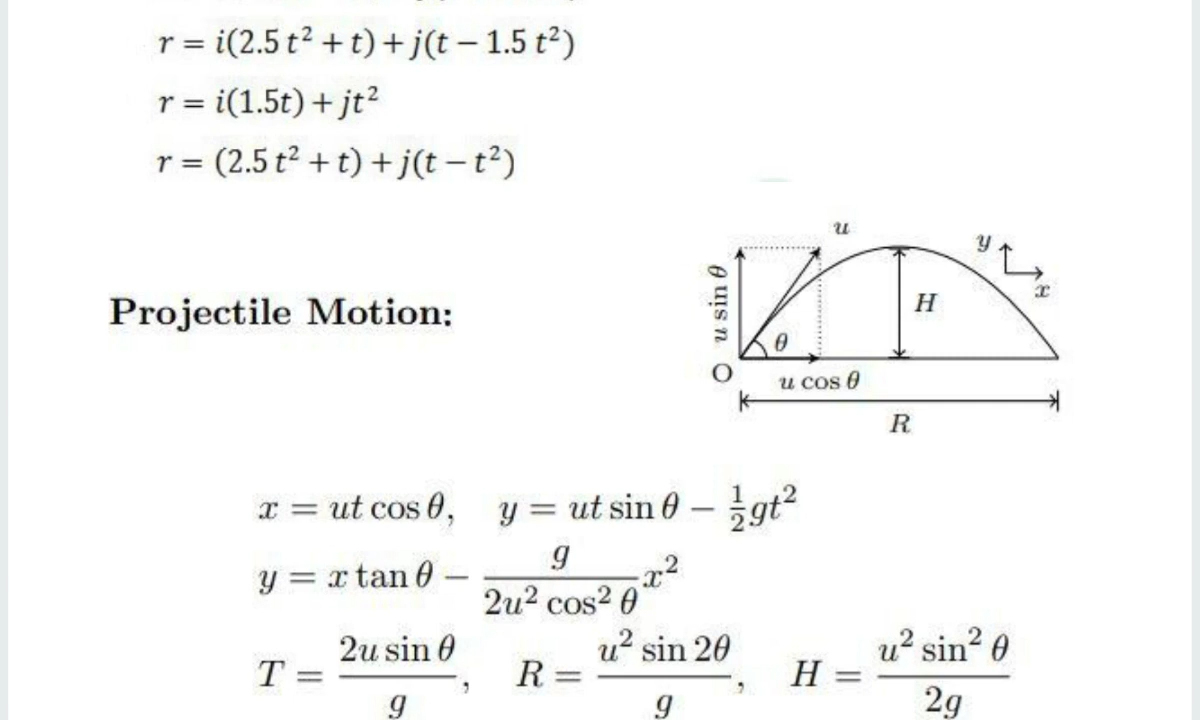 r = i(2.5 t² + t) + j(t – 1.5 t²)
r = i(1.5t) + jt²
r = (2.5 t² + t) + j(t – t²)
Projectile Motion:
u
y
x
u sin θ
H
θ
O
u cos θ
R
x = ut cos θ, y = ut sin θ − ½gt²
y = x tan θ − g/(2u² cos² θ) x²
T = 2u sin θ/g, R = u² sin 2θ/g, H = u² sin² θ/2g